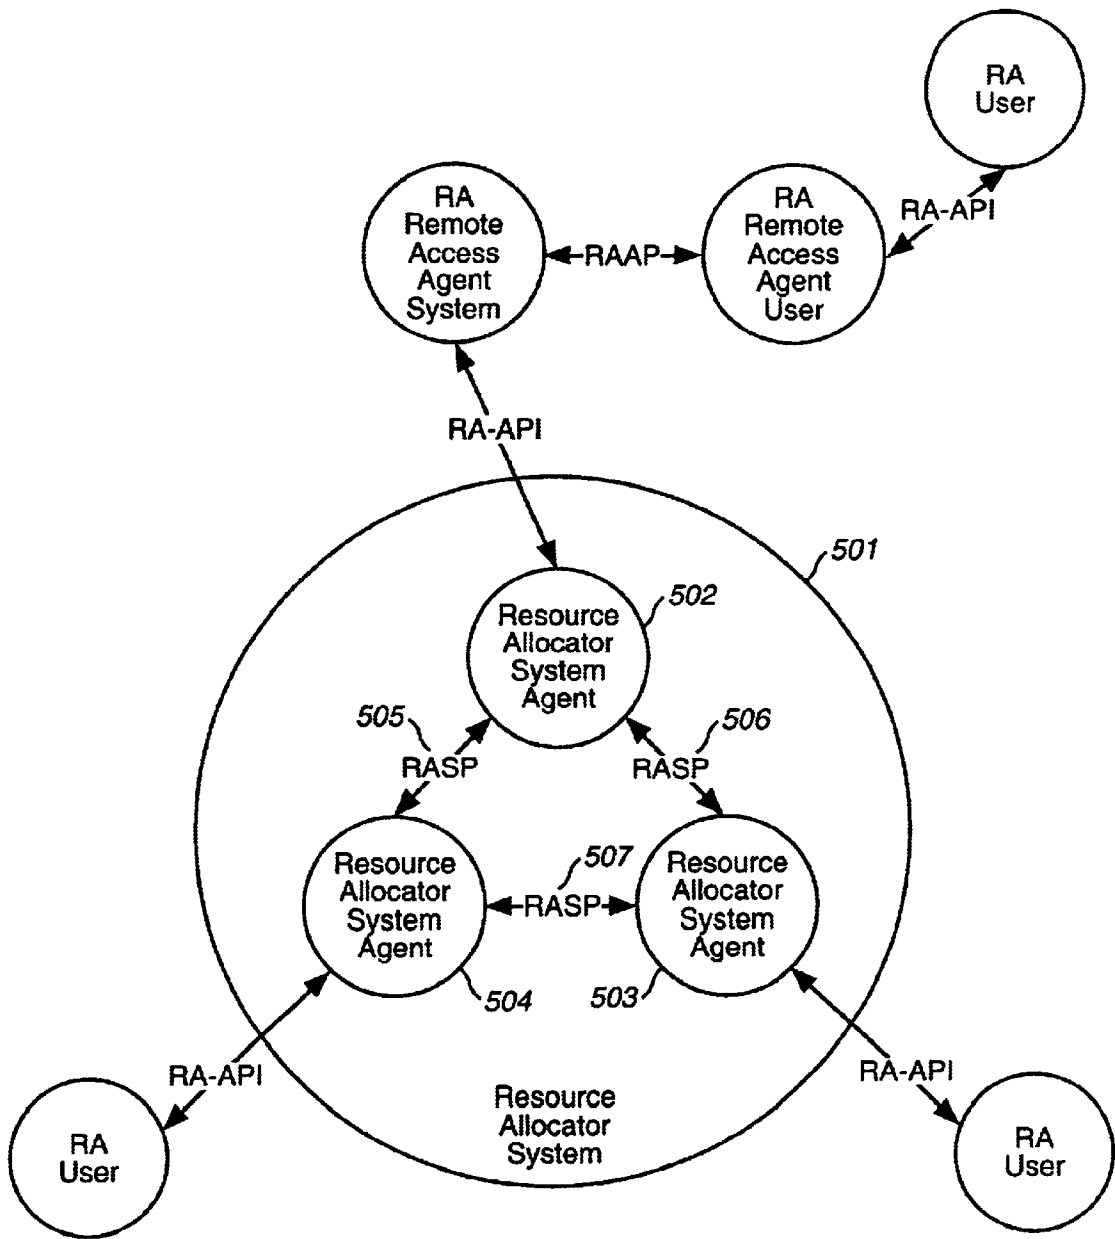 RA
User
RA
Remote
Access
Agent
System
RAAP
RA
Remote
Access
Agent
User
RA-API
RA-API
501
502
Resource
Allocator
System
Agent
505
506
RASP
RASP
Resource
Allocator
System
Agent
507
RASP
Resource
Allocator
System
Agent
504
503
RA-API
RA-API
Resource
Allocator
System
RA
User
RA
User